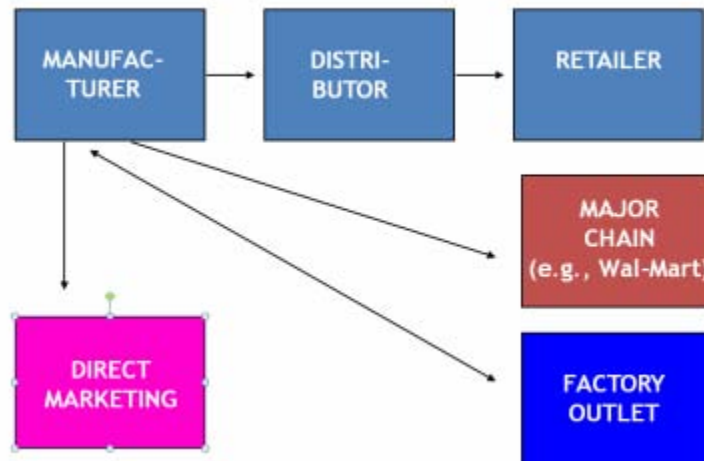 MANUFAC-
TURER
DISTRI-
BUTOR
RETAILER
MAJOR
CHAIN
(e.g., Wal-Mart)
DIRECT
MARKETING
FACTORY
OUTLET